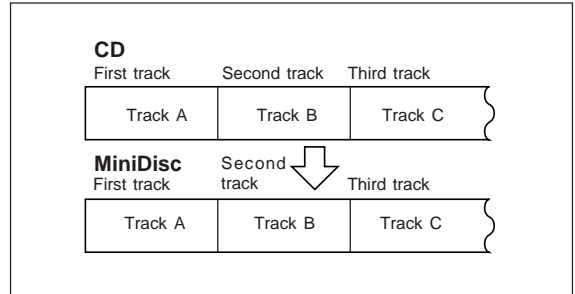 CD
First track Second track Third track
Track A Track B Track C
MiniDisc Second
First track track Third track
Track A Track B Track C